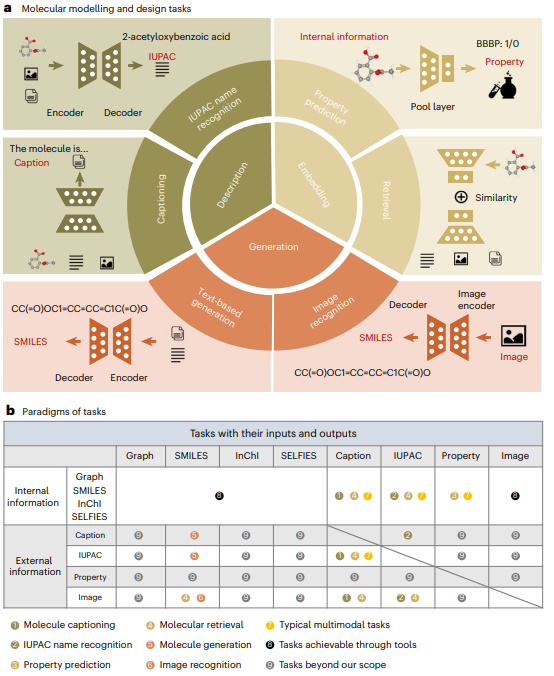 a Molecular modelling and design tasks
2-acetyloxybenzoic acid
IUPAC
Encoder Decoder
Internal information
BBBP: 1/0
Property
Pool layer
IUPAC name
recognition
Property
prediction
The molecule is...
Caption
Captioning
Description
Embedding
Retrieval
Similarity
Generation
Text-based
generation
Image
recognition
CC(=O)OC1=CC=CC=C1C(=O)O
SMILES
Decoder Encoder
Decoder
Image
encoder
SMILES
Image
CC(=O)OC1=CC=CC=C1C(=O)O
b Paradigms of tasks
Tasks with their inputs and outputs
Graph SMILES InChI SELFIES Caption IUPAC Property Image
Internal
information
Graph
SMILES
InChI
SELFIES
8 1 4 7 2 4 7 3 7 8
External
information
Caption 9 5 9 9 2 9 9
IUPAC 9 5 9 9 1 4 7 9 9
Property 9 9 9 9 9 9 9
Image 9 4 6 9 9 1 4 2 4 9
1 Molecule captioning 4 Molecular retrieval 7 Typical multimodal tasks
2 IUPAC name recognition 5 Molecule generation 8 Tasks achievable through tools
3 Property prediction 6 Image recognition 9 Tasks beyond our scope